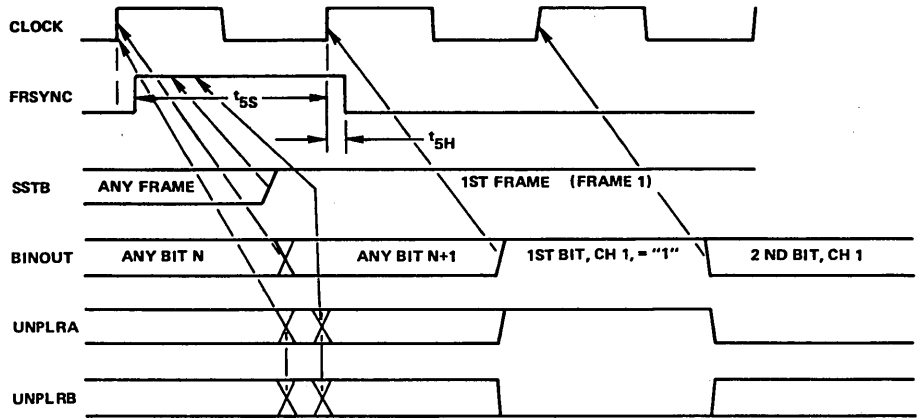 CLOCK
FRSYNC
t5S
t5H
SSTB
ANY FRAME
1ST FRAME (FRAME 1)
BINOUT
ANY BIT N
ANY BIT N+1
1ST BIT, CH 1, = "1"
2 ND BIT, CH 1
UNPLRA
UNPLRB